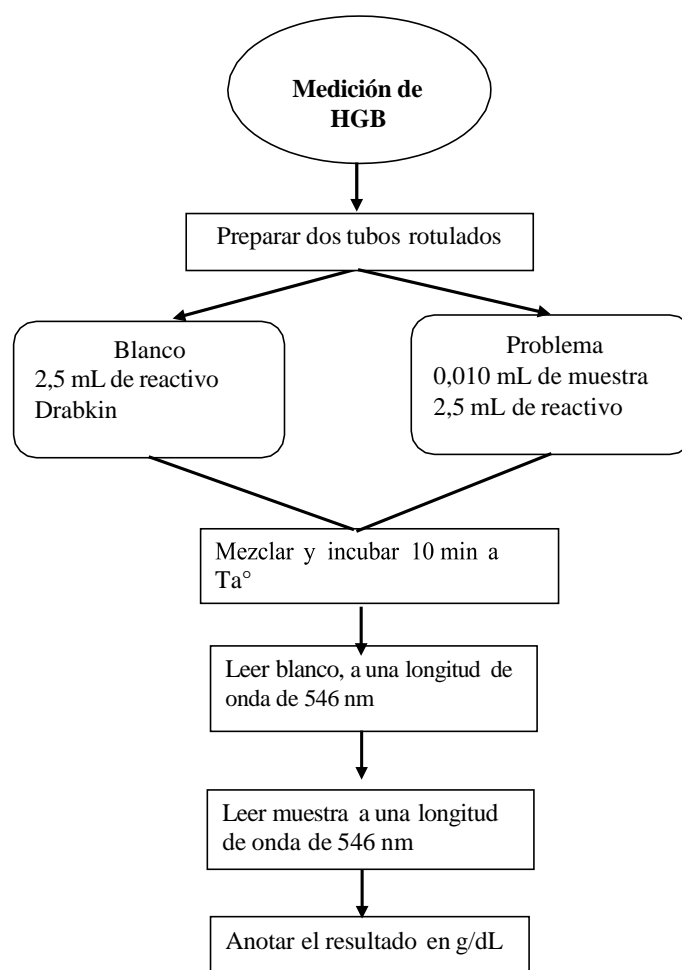 Medición de
HGB
Preparar dos tubos rotulados
Blanco
2,5 mL de reactivo
Drabkin
Problema
0,010 mL de muestra
2,5 mL de reactivo
Mezclar y incubar 10 min a
Ta°
Leer blanco, a una longitud de
onda de 546 nm
Leer muestra a una longitud
de onda de 546 nm
Anotar el resultado en g/dL